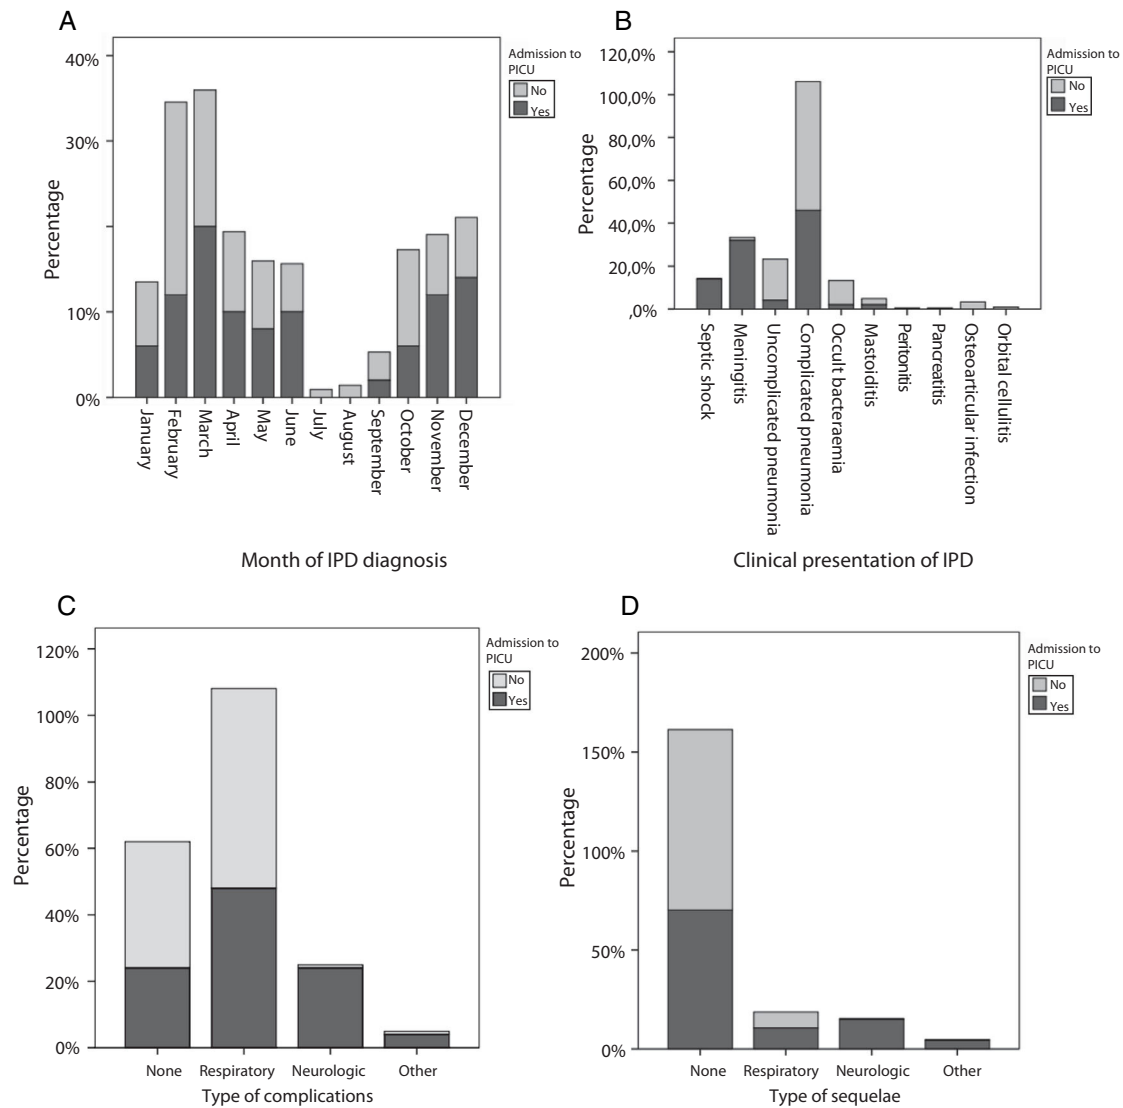 A
40%
30%
10%
0%
Percentage
Admission to
PICU
No
Yes
January
February
March
April
May
June
July
August
September
October
November
December
Month of IPD diagnosis
B
120,0%
100,0%
80,0%
60,0%
40,0%
20,0%
,0%
Percentage
Admission to
PICU
No
Yes
Septic shock
Meningitis
Uncomplicated pneumonia
Complicated pneumonia
Occult bacteraemia
Mastoiditis
Peritonitis
Pancreatitis
Osteoarticular infection
Orbital cellulitis
Clinical presentation of IPD
C
120%
100%
80%
60%
40%
20%
0%
Percentage
Admission to
PICU
No
Yes
None
Respiratory
Neurologic
Other
Type of complications
D
200%
150%
100%
50%
0%
Percentage
Admission to
PICU
No
Yes
None
Respiratory
Neurologic
Other
Type of sequelae